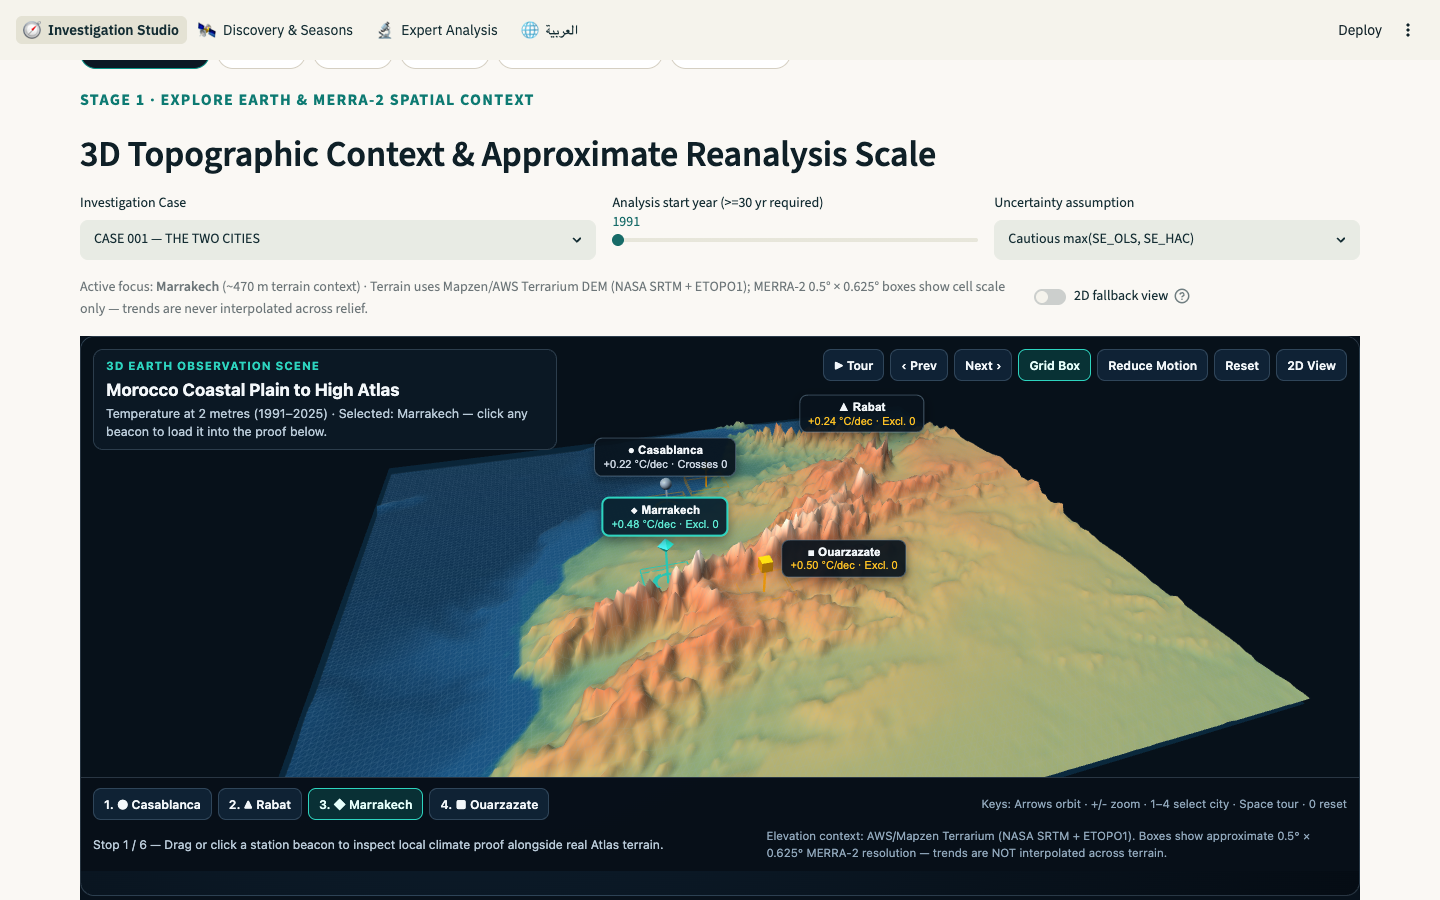 Investigation Studio
Discovery & Seasons
Expert Analysis
العربية
Deploy
STAGE 1 · EXPLORE EARTH & MERRA-2 SPATIAL CONTEXT
3D Topographic Context & Approximate Reanalysis Scale
Investigation Case
CASE 001 — THE TWO CITIES
Analysis start year (>=30 yr required)
1991
Uncertainty assumption
Cautious max(SE_OLS, SE_HAC)
Active focus: Marrakech (~470 m terrain context) · Terrain uses Mapzen/AWS Terrarium DEM (NASA SRTM + ETOPO1); MERRA-2 0.5° × 0.625° boxes show cell scale
only — trends are never interpolated across relief.
2D fallback view
3D EARTH OBSERVATION SCENE
Morocco Coastal Plain to High Atlas
Temperature at 2 metres (1991–2025) · Selected: Marrakech — click any
beacon to load it into the proof below.
▶ Tour
‹ Prev
Next ›
Grid Box
Reduce Motion
Reset
2D View
▲ Rabat
+0.24 °C/dec · Excl. 0
● Casablanca
+0.22 °C/dec · Crosses 0
◆ Marrakech
+0.48 °C/dec · Excl. 0
■ Ouarzazate
+0.50 °C/dec · Excl. 0
1. ● Casablanca
2. ▲ Rabat
3. ◆ Marrakech
4. ■ Ouarzazate
Keys: Arrows orbit · +/- zoom · 1–4 select city · Space tour · 0 reset
Stop 1 / 6 — Drag or click a station beacon to inspect local climate proof alongside real Atlas terrain.
Elevation context: AWS/Mapzen Terrarium (NASA SRTM + ETOPO1). Boxes show approximate 0.5° ×
0.625° MERRA-2 resolution — trends are NOT interpolated across terrain.